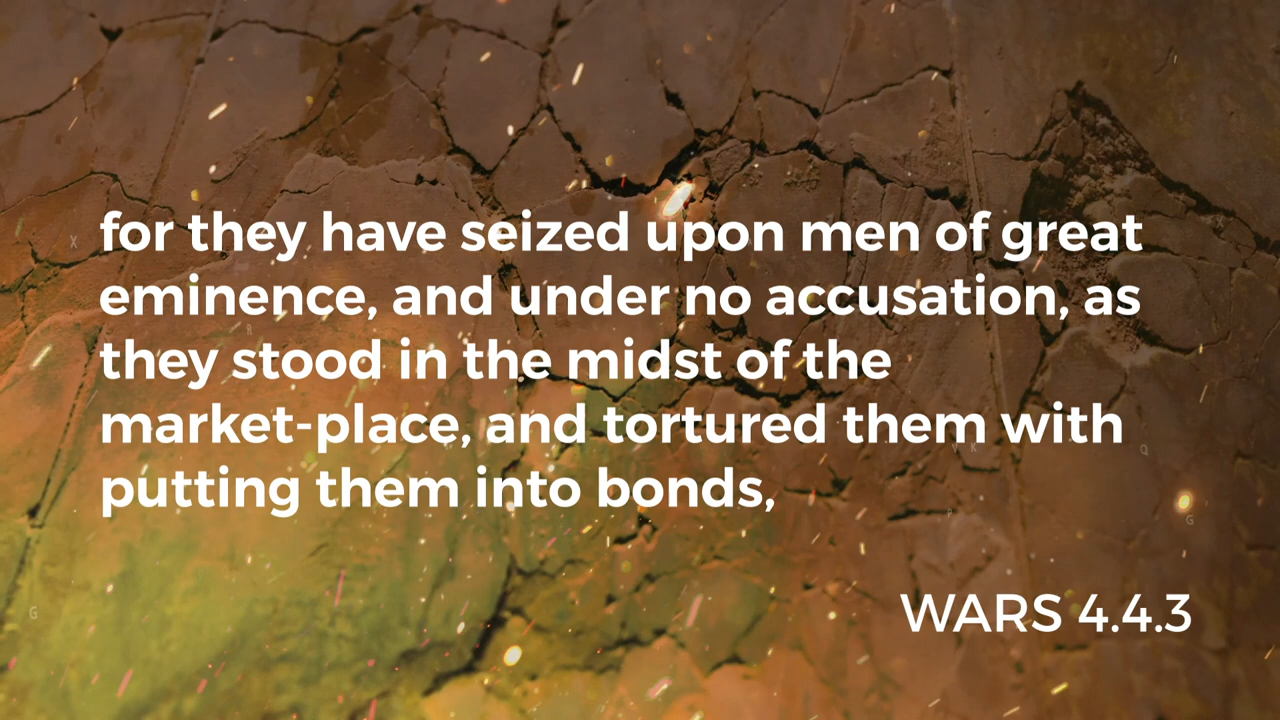 for they have seized upon men of great
eminence, and under no accusation, as
they stood in the midst of the
market-place, and tortured them with
putting them into bonds,
WARS 4.4.3